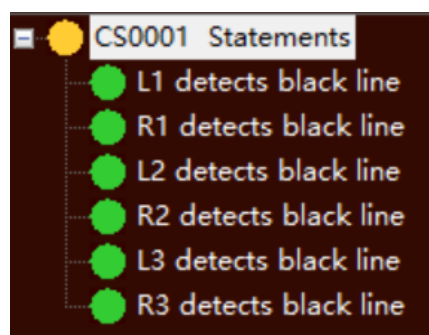 CS0001 Statements
L1 detects black line
R1 detects black line
L2 detects black line
R2 detects black line
L3 detects black line
R3 detects black line